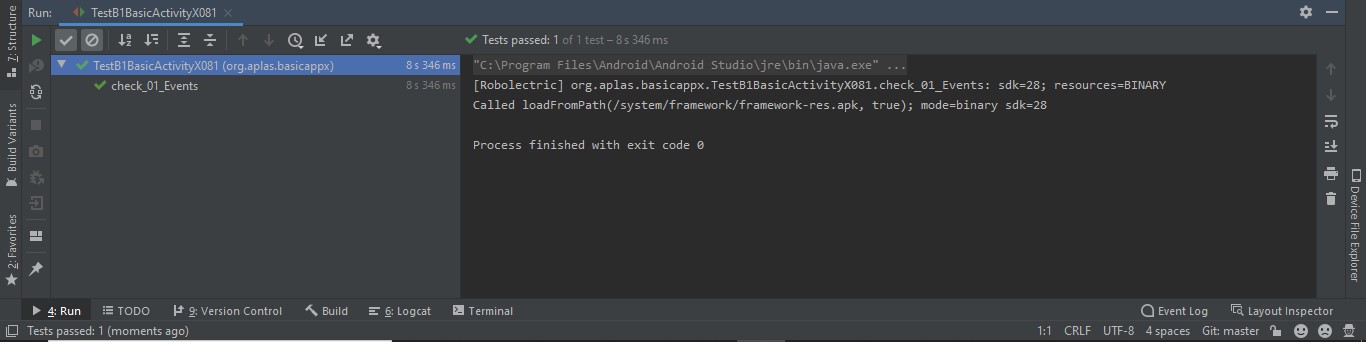 Run: TestB1BasicActivityX081
Tests passed: 1 of 1 test – 8 s 346 ms
TestB1BasicActivityX081 (org.aplas.basicappx) 8 s 346 ms
check_01_Events 8 s 346 ms
"C:\Program Files\Android\Android Studio\jre\bin\java.exe" ...
[Robolectric] org.aplas.basicappx.TestB1BasicActivityX081.check_01_Events: sdk=28; resources=BINARY
Called loadFromPath(/system/framework/framework-res.apk, true); mode=binary sdk=28
Process finished with exit code 0
7: Structure
Build Variants
2: Favorites
Device File Explorer
4: Run TODO 9: Version Control Build 6: Logcat Terminal Event Log Layout Inspector
Tests passed: 1 (moments ago) 1:1 CRLF UTF-8 4 spaces Git: master